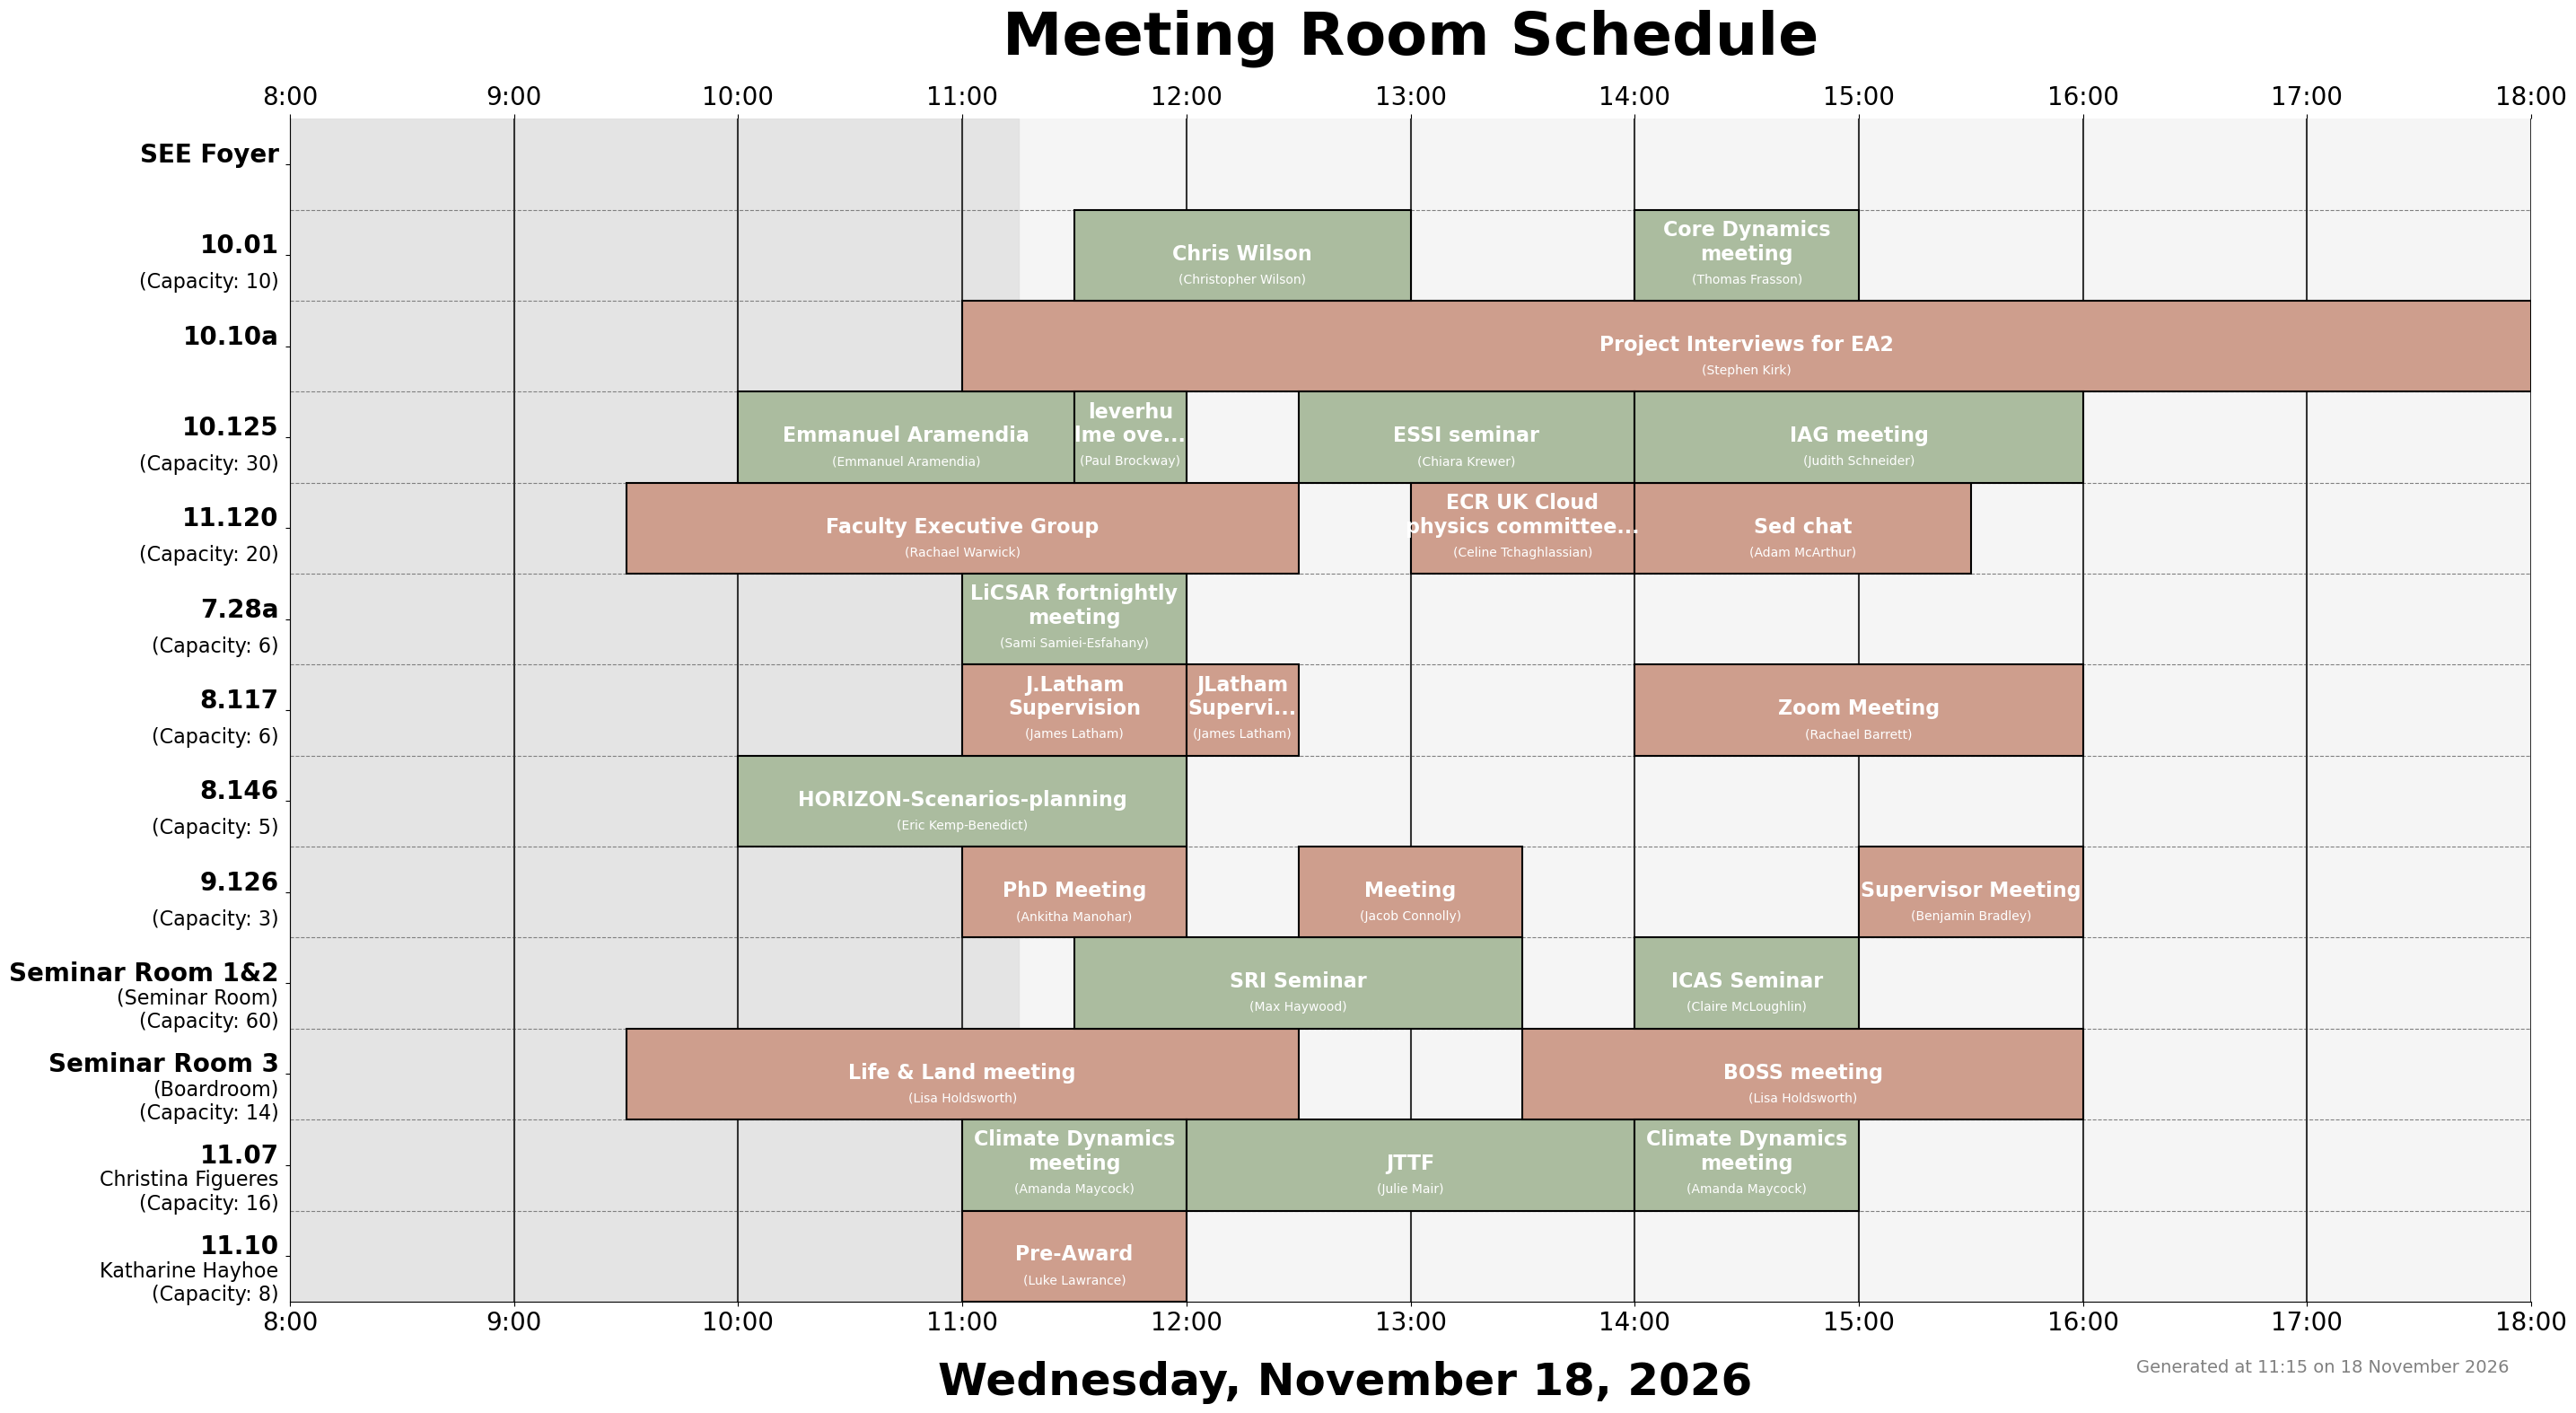 Meeting Room Schedule
8:00 9:00 10:00 11:00 12:00 13:00 14:00 15:00 16:00 17:00 18:00
SEE Foyer
10.01
(Capacity: 10)
Chris Wilson
(Christopher Wilson)
Core Dynamics
meeting
(Thomas Frasson)
10.10a
Project Interviews for EA2
(Stephen Kirk)
10.125
(Capacity: 30)
Emmanuel Aramendia
(Emmanuel Aramendia)
leverhu
lme ove...
(Paul Brockway)
ESSI seminar
(Chiara Krewer)
IAG meeting
(Judith Schneider)
11.120
(Capacity: 20)
Faculty Executive Group
(Rachael Warwick)
ECR UK Cloud
physics committee...
(Celine Tchaghlassian)
Sed chat
(Adam McArthur)
7.28a
(Capacity: 6)
LiCSAR fortnightly
meeting
(Sami Samiei-Esfahany)
8.117
(Capacity: 6)
J.Latham
Supervision
(James Latham)
JLatham
Supervi...
(James Latham)
Zoom Meeting
(Rachael Barrett)
8.146
(Capacity: 5)
HORIZON-Scenarios-planning
(Eric Kemp-Benedict)
9.126
(Capacity: 3)
PhD Meeting
(Ankitha Manohar)
Meeting
(Jacob Connolly)
Supervisor Meeting
(Benjamin Bradley)
Seminar Room 1&2
(Seminar Room)
(Capacity: 60)
SRI Seminar
(Max Haywood)
ICAS Seminar
(Claire McLoughlin)
Seminar Room 3
(Boardroom)
(Capacity: 14)
Life & Land meeting
(Lisa Holdsworth)
BOSS meeting
(Lisa Holdsworth)
11.07
Christina Figueres
(Capacity: 16)
Climate Dynamics
meeting
(Amanda Maycock)
JTTF
(Julie Mair)
Climate Dynamics
meeting
(Amanda Maycock)
11.10
Katharine Hayhoe
(Capacity: 8)
Pre-Award
(Luke Lawrance)
8:00 9:00 10:00 11:00 12:00 13:00 14:00 15:00 16:00 17:00 18:00
Wednesday, November 18, 2026
Generated at 11:15 on 18 November 2026